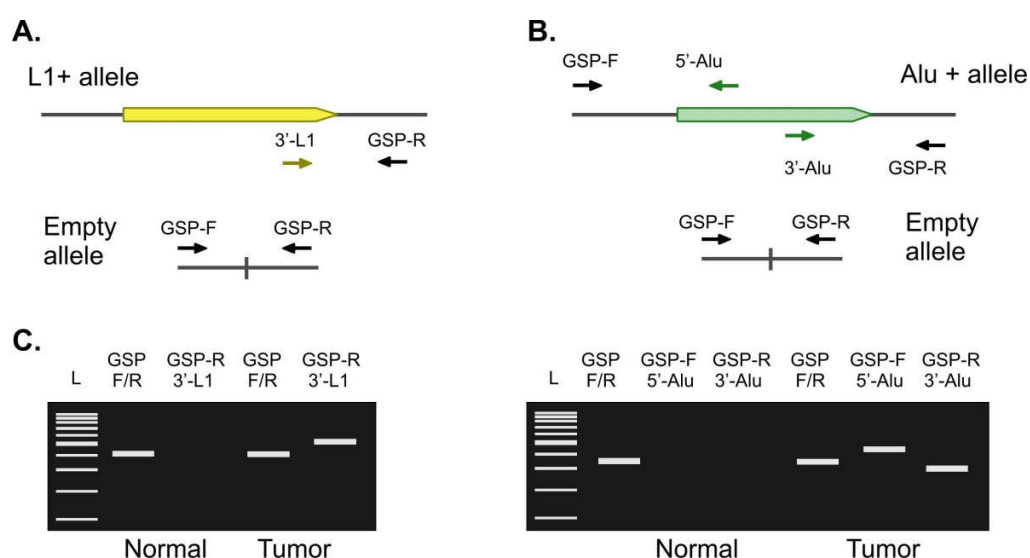 A.
L1+ allele
3’-L1
GSP-R
Empty
allele
GSP-F
GSP-R
B.
GSP-F
5’-Alu
Alu + allele
3’-Alu
GSP-R
GSP-F
GSP-R
Empty
allele
C.
L
GSP
F/R
GSP-R
3’-L1
GSP
F/R
GSP-R
3’-L1
Normal
Tumor
L
GSP
F/R
GSP-F
5’-Alu
GSP-R
3’-Alu
GSP
F/R
GSP-F
5’-Alu
GSP-R
3’-Alu
Normal
Tumor